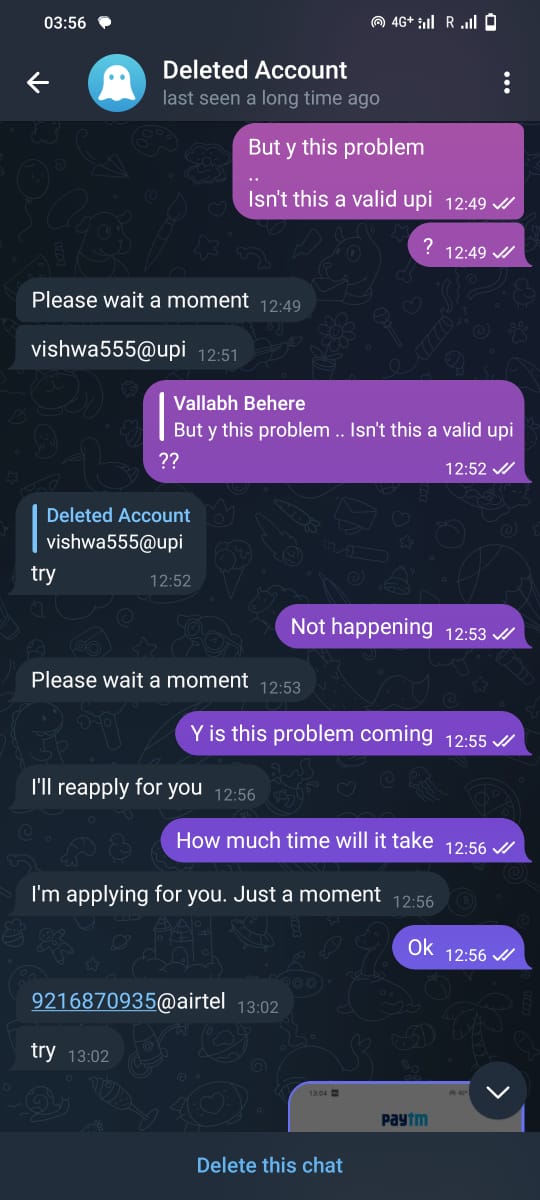 03:56
4G+ R
Deleted Account
last seen a long time ago
But y this problem
..
Isn't this a valid upi 12:49
? 12:49
Please wait a moment 12:49
vishwa555@upi 12:51
Vallabh Behere
But y this problem .. Isn't this a valid upi
??
12:52
Deleted Account
vishwa555@upi
try 12:52
Not happening 12:53
Please wait a moment 12:53
Y is this problem coming 12:55
I'll reapply for you 12:56
How much time will it take 12:56
I'm applying for you. Just a moment 12:56
Ok 12:56
9216870935@airtel 13:02
try 13:02
13:04
paytm
Delete this chat